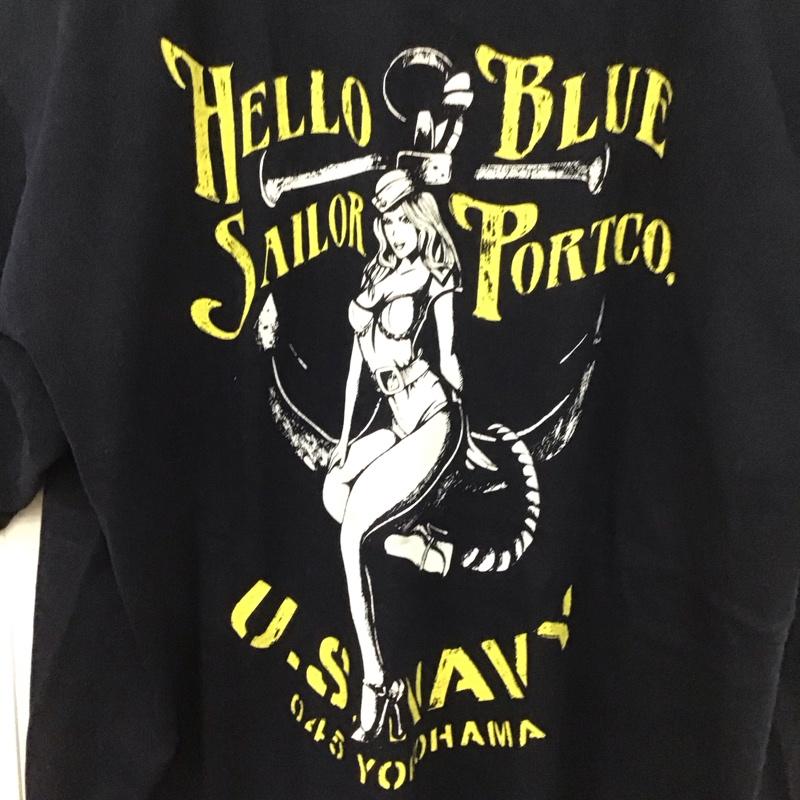 HELLO BLUE
SAILOR PORTCO.
U.S. NAVY
045 YOKOHAMA